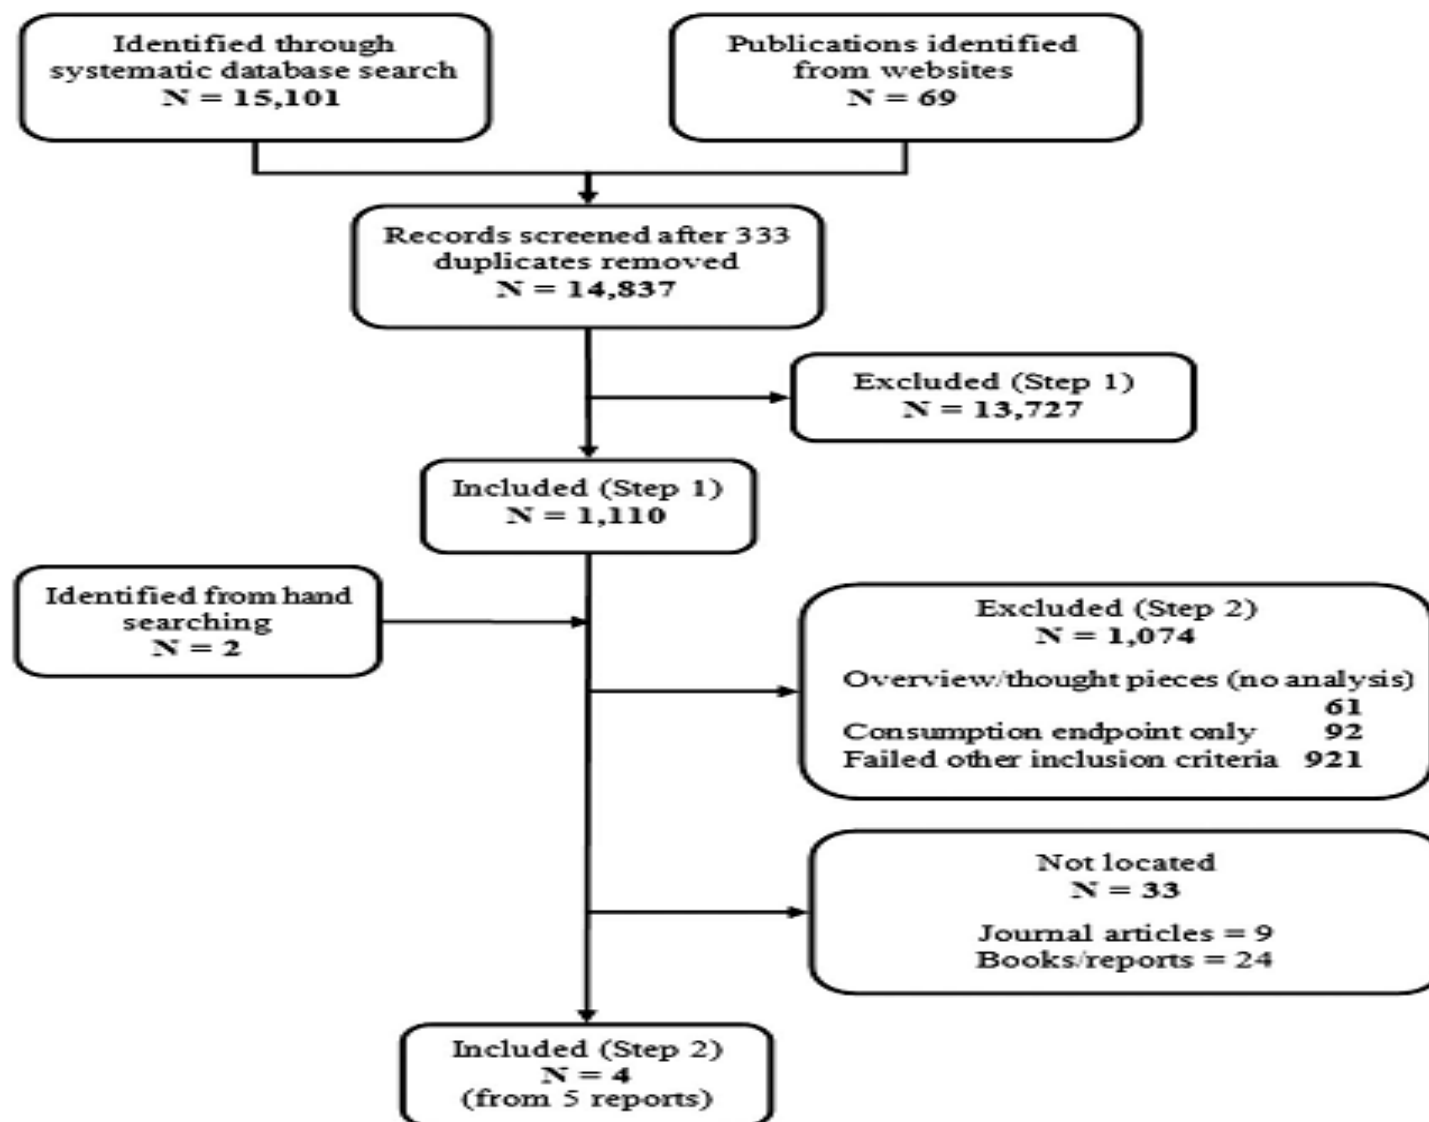 Identified through
systematic database search
N = 15,101
Publications identified
from websites
N = 69
Records screened after 333
duplicates removed
N = 14,837
Excluded (Step 1)
N = 13,727
Included (Step 1)
N = 1,110
Identified from hand
searching
N = 2
Excluded (Step 2)
N = 1,074
Overview/thought pieces (no analysis)
61
Consumption endpoint only 92
Failed other inclusion criteria 921
Not located
N = 33
Journal articles = 9
Books/reports = 24
Included (Step 2)
N = 4
(from 5 reports)